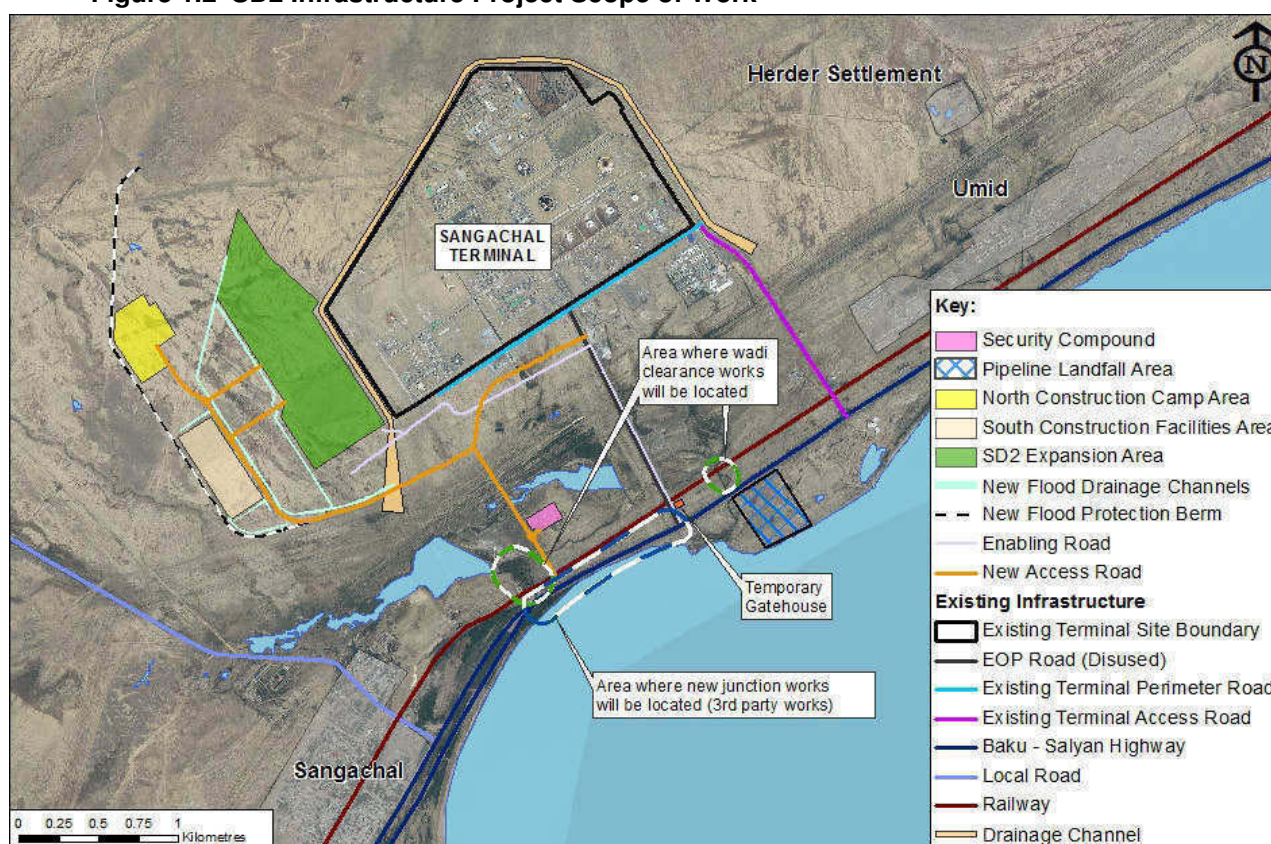 Figure 1.2 SD2 Infrastructure Project Scope of Work
N
Herder Settlement
Umid
SANGACHAL
TERMINAL
Area where wadi
clearance works
will be located
Temporary
Gatehouse
Area where new junction works
will be located (3rd party works)
Sangachal
0 0.25 0.5 0.75 1
Kilometres
Key:
Security Compound
Pipeline Landfall Area
North Construction Camp Area
South Construction Facilities Area
SD2 Expansion Area
New Flood Drainage Channels
New Flood Protection Berm
Enabling Road
New Access Road
Existing Infrastructure
Existing Terminal Site Boundary
EOP Road (Disused)
Existing Terminal Perimeter Road
Existing Terminal Access Road
Baku - Salyan Highway
Local Road
Railway
Drainage Channel